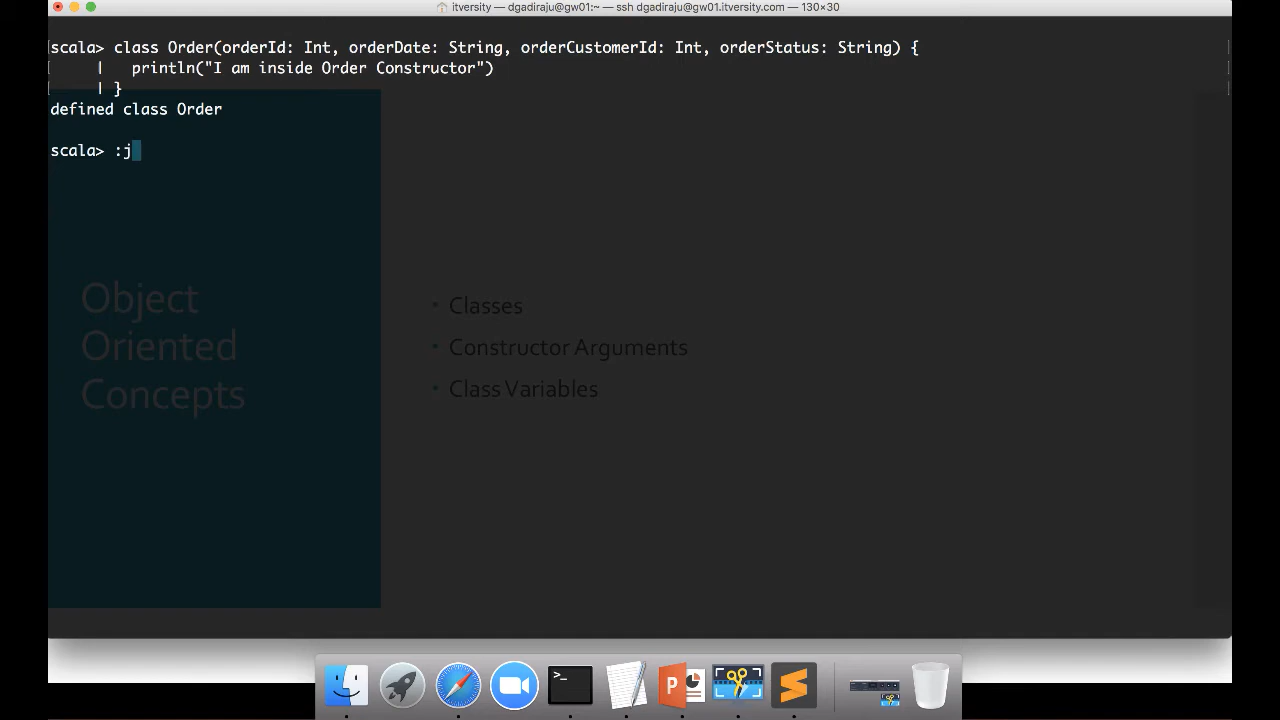 itversity — dgadiraju@gw01:~ — ssh dgadiraju@gw01.itversity.com — 130×30
scala> class Order(orderId: Int, orderDate: String, orderCustomerId: Int, orderStatus: String) {
| println("I am inside Order Constructor")
| }
defined class Order
scala> :j
Object
Oriented
Concepts
• Classes
• Constructor Arguments
• Class Variables
>_
P